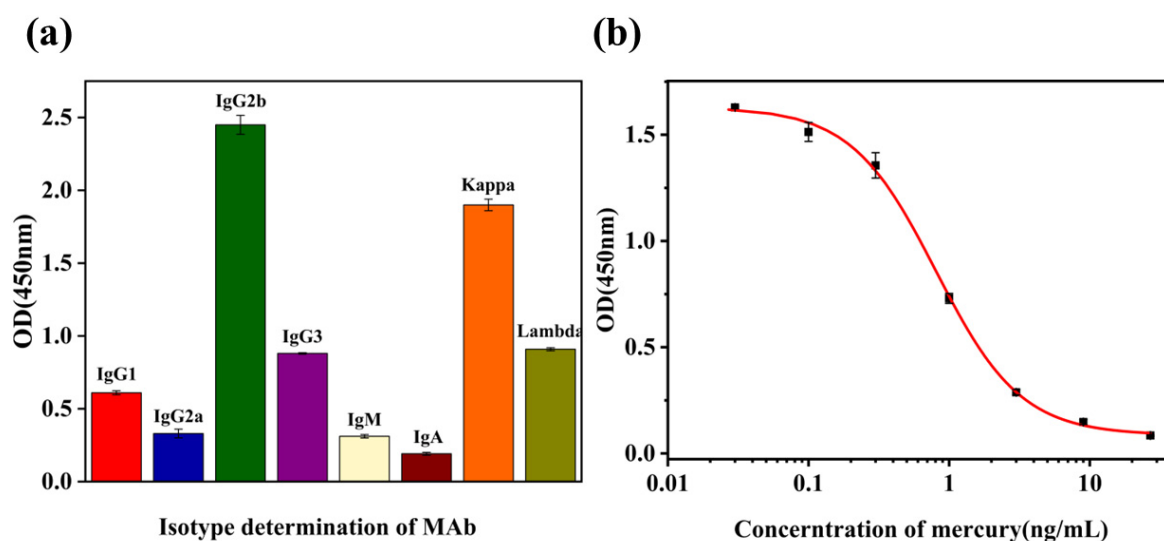 (a)
OD(450nm)
2.5
2.0
1.5
1.0
0.5
0.0
IgG1
IgG2a
IgG2b
IgG3
IgM
IgA
Kappa
Lambda
Isotype determination of MAb
(b)
OD(450nm)
1.5
1.0
0.5
0.0
0.01
0.1
1
10
Concerntration of mercury(ng/mL)